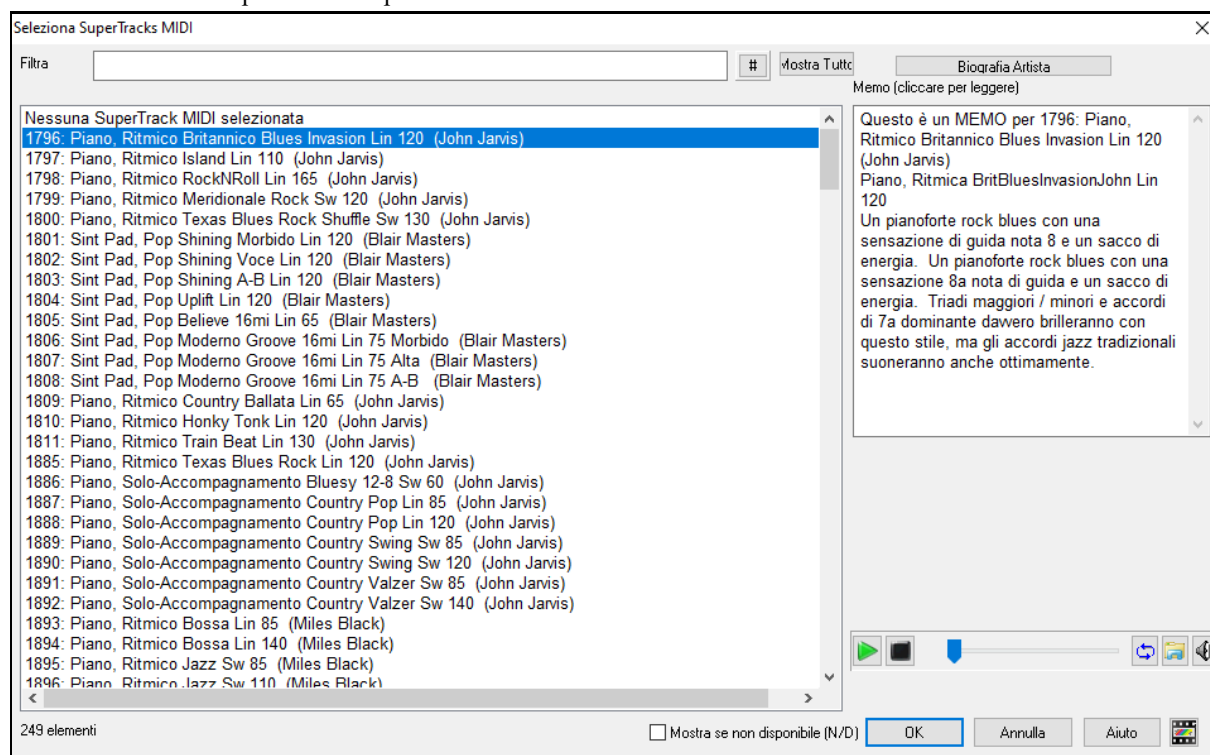 Seleziona SuperTracks MIDI
Filtra
#
Mostra Tutto
Biografia Artista
Memo (cliccare per leggere)
Nessuna SuperTrack MIDI selezionata
1796: Piano, Ritmico Britannico Blues Invasion Lin 120 (John Jarvis)
1797: Piano, Ritmico Island Lin 110 (John Jarvis)
1798: Piano, Ritmico RockNRoll Lin 165 (John Jarvis)
1799: Piano, Ritmico Meridionale Rock Sw 120 (John Jarvis)
1800: Piano, Ritmico Texas Blues Rock Shuffle Sw 130 (John Jarvis)
1801: Sint Pad, Pop Shining Morbido Lin 120 (Blair Masters)
1802: Sint Pad, Pop Shining Voce Lin 120 (Blair Masters)
1803: Sint Pad, Pop Shining A-B Lin 120 (Blair Masters)
1804: Sint Pad, Pop Uplift Lin 120 (Blair Masters)
1805: Sint Pad, Pop Believe 16mi Lin 65 (Blair Masters)
1806: Sint Pad, Pop Moderno Groove 16mi Lin 75 Morbido (Blair Masters)
1807: Sint Pad, Pop Moderno Groove 16mi Lin 75 Alta (Blair Masters)
1808: Sint Pad, Pop Moderno Groove 16mi Lin 75 A-B (Blair Masters)
1809: Piano, Ritmico Country Ballata Lin 65 (John Jarvis)
1810: Piano, Ritmico Honky Tonk Lin 120 (John Jarvis)
1811: Piano, Ritmico Train Beat Lin 130 (John Jarvis)
1885: Piano, Ritmico Texas Blues Rock Lin 120 (John Jarvis)
1886: Piano, Solo-Accompagnamento Bluesy 12-8 Sw 60 (John Jarvis)
1887: Piano, Solo-Accompagnamento Country Pop Lin 85 (John Jarvis)
1888: Piano, Solo-Accompagnamento Country Pop Lin 120 (John Jarvis)
1889: Piano, Solo-Accompagnamento Country Swing Sw 85 (John Jarvis)
1890: Piano, Solo-Accompagnamento Country Swing Sw 120 (John Jarvis)
1891: Piano, Solo-Accompagnamento Country Valzer Sw 85 (John Jarvis)
1892: Piano, Solo-Accompagnamento Country Valzer Sw 140 (John Jarvis)
1893: Piano, Ritmico Bossa Lin 85 (Miles Black)
1894: Piano, Ritmico Bossa Lin 140 (Miles Black)
1895: Piano, Ritmico Jazz Sw 85 (Miles Black)
1896: Piano, Ritmico Jazz Sw 110 (Miles Black)
Questo è un MEMO per 1796: Piano,
Ritmico Britannico Blues Invasion Lin 120
(John Jarvis)
Piano, Ritmica BritBluesInvasionJohn Lin
120
Un pianoforte rock blues con una
sensazione di guida nota 8 e un sacco di
energia. Un pianoforte rock blues con una
sensazione 8a nota di guida e un sacco di
energia. Triadi maggiori / minori e accordi
di 7a dominante davvero brilleranno con
questo stile, ma gli accordi jazz tradizionali
suoneranno anche ottimamente.
249 elementi
Mostra se non disponibile (N/D)
OK
Annulla
Aiuto